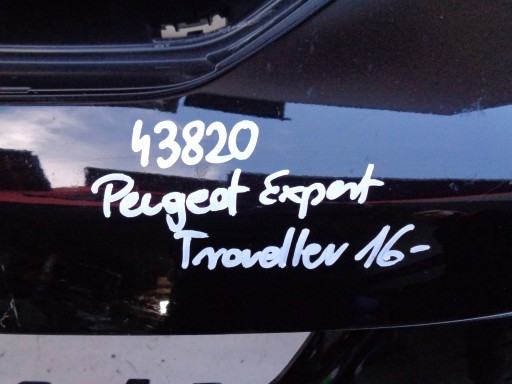 43820
Peugeot Expert
Traveller 16-